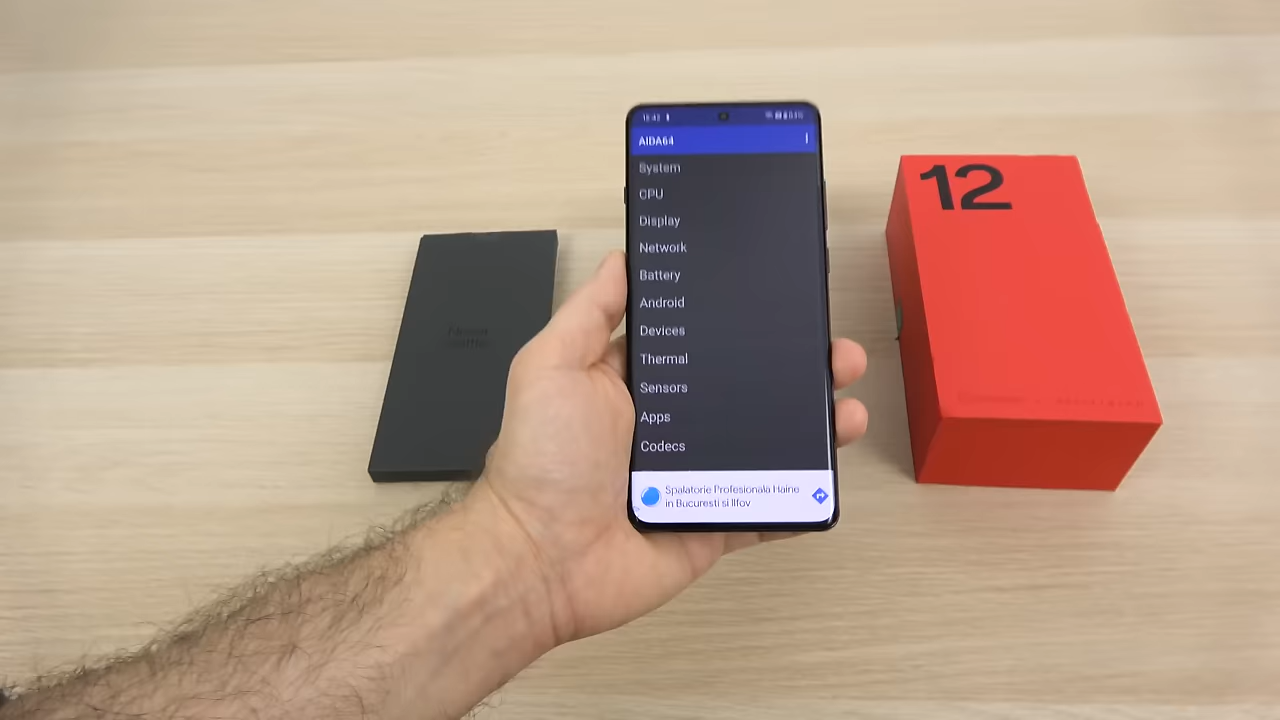 AIDA64
System
CPU
Display
Network
Battery
Android
Devices
Thermal
Sensors
Apps
Codecs
Spalatorie Profesionala Haine
in Bucuresti si Ilfov
12